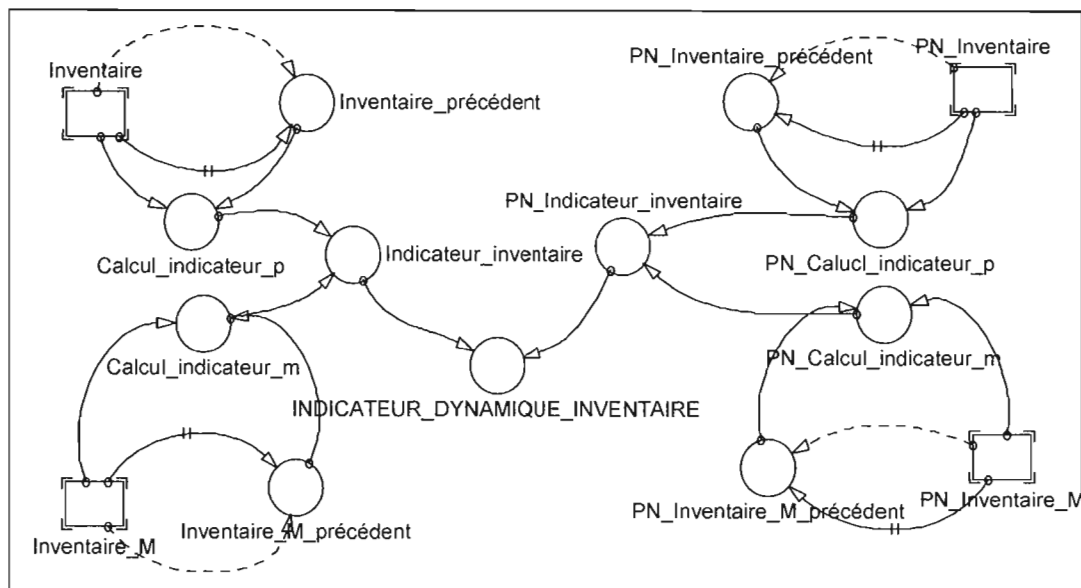 Inventaire
Inventaire_précédent
PN_Inventaire_précédent
PN_Inventaire
Calcul_indicateur_p
Indicateur_inventaire
PN_Indicateur_inventaire
PN_Calucl_indicateur_p
Calcul_indicateur_m
PN_Calcul_indicateur_m
INDICATEUR_DYNAMIQUE_INVENTAIRE
Inventaire_M
Inventaire_M_précédent
PN_Inventaire_M_précédent
PN_Inventaire_M